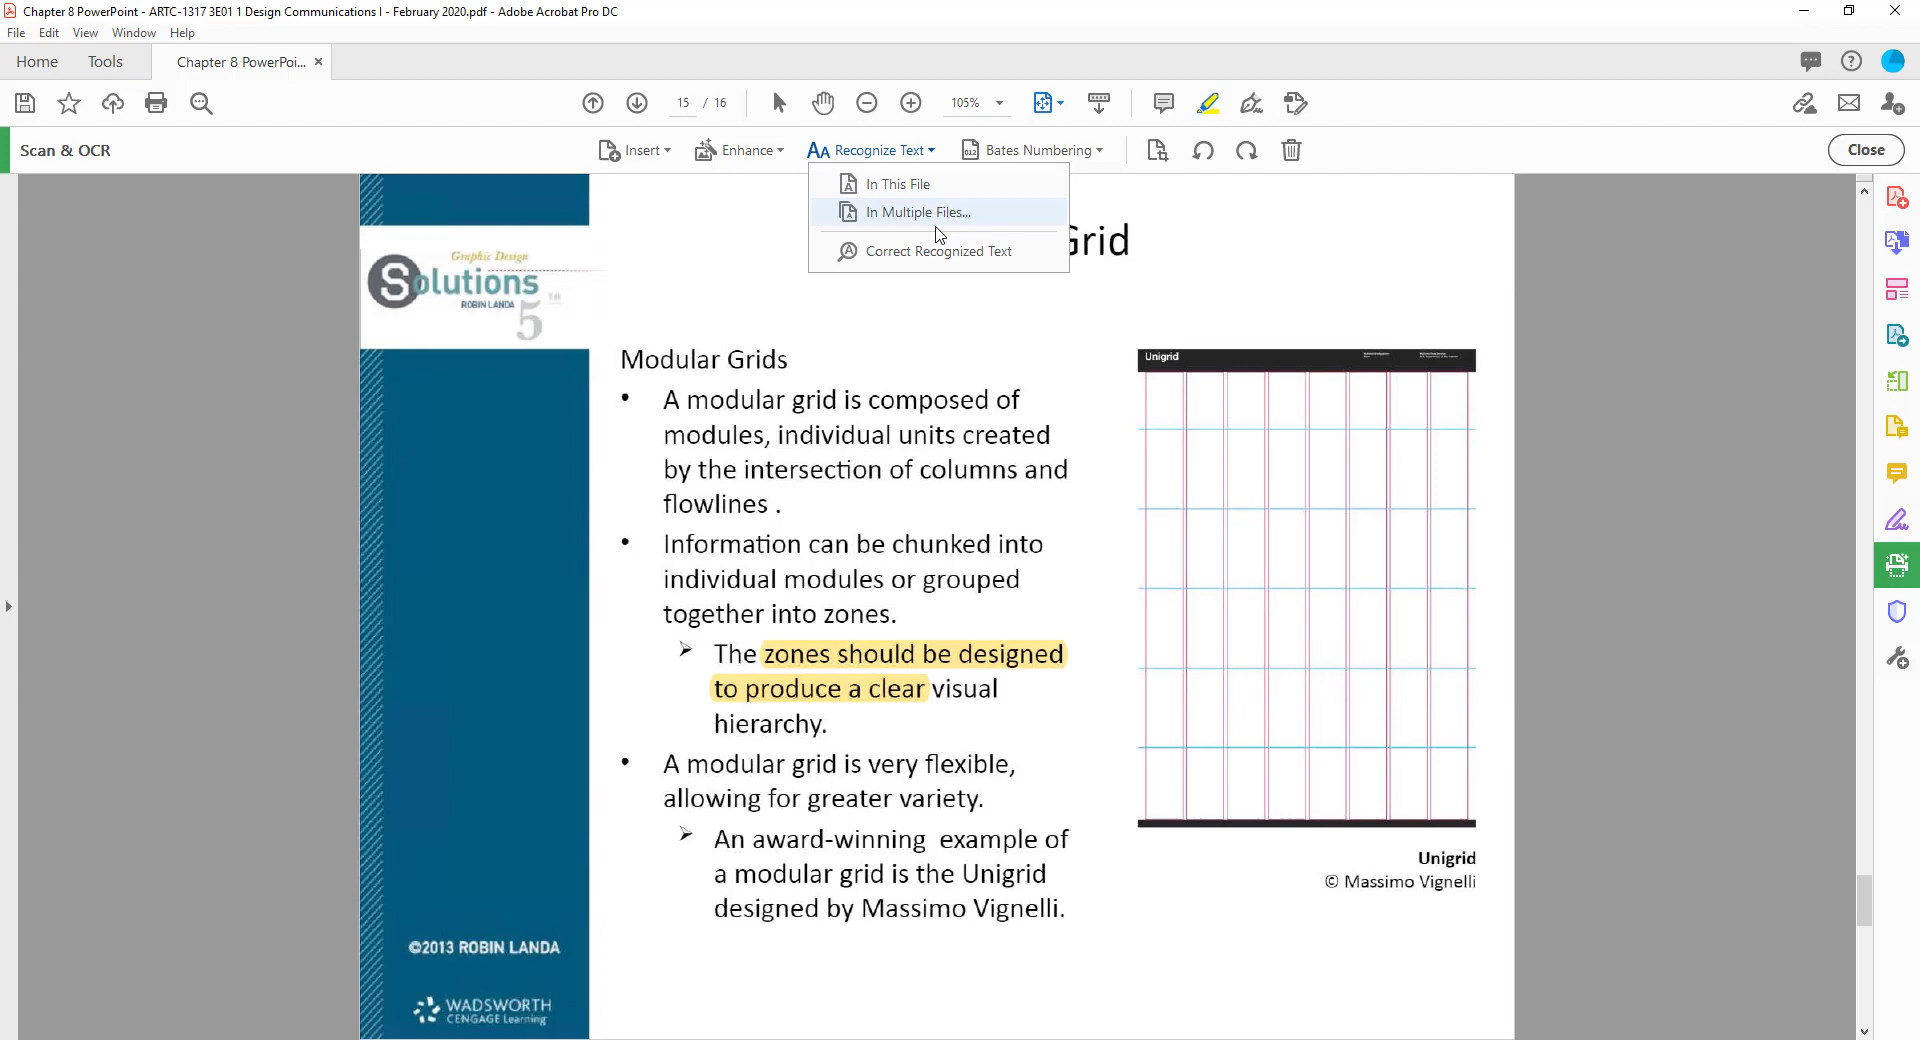 Chapter 8 PowerPoint - ARTC-1317 3E01 1 Design Communications I - February 2020.pdf - Adobe Acrobat Pro DC
File Edit View Window Help
Home Tools Chapter 8 PowerPoi...
15 / 16 105%
Scan & OCR Insert Enhance Recognize Text Bates Numbering Close
In This File
In Multiple Files...
Correct Recognized Text
Grid
Graphic Design
Solutions
ROBIN LANDA
5 TH
Modular Grids
• A modular grid is composed of
modules, individual units created
by the intersection of columns and
flowlines .
• Information can be chunked into
individual modules or grouped
together into zones.
➢ The zones should be designed
to produce a clear visual
hierarchy.
• A modular grid is very flexible,
allowing for greater variety.
➢ An award-winning example of
a modular grid is the Unigrid
designed by Massimo Vignelli.
Unigrid
Unigrid
© Massimo Vignelli
©2013 ROBIN LANDA
WADSWORTH
CENGAGE Learning